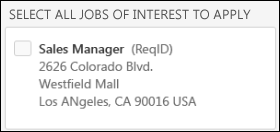 SELECT ALL JOBS OF INTEREST TO APPLY
Sales Manager (ReqID)
2626 Colorado Blvd.
Westfield Mall
Los ANgeles, CA 90016 USA